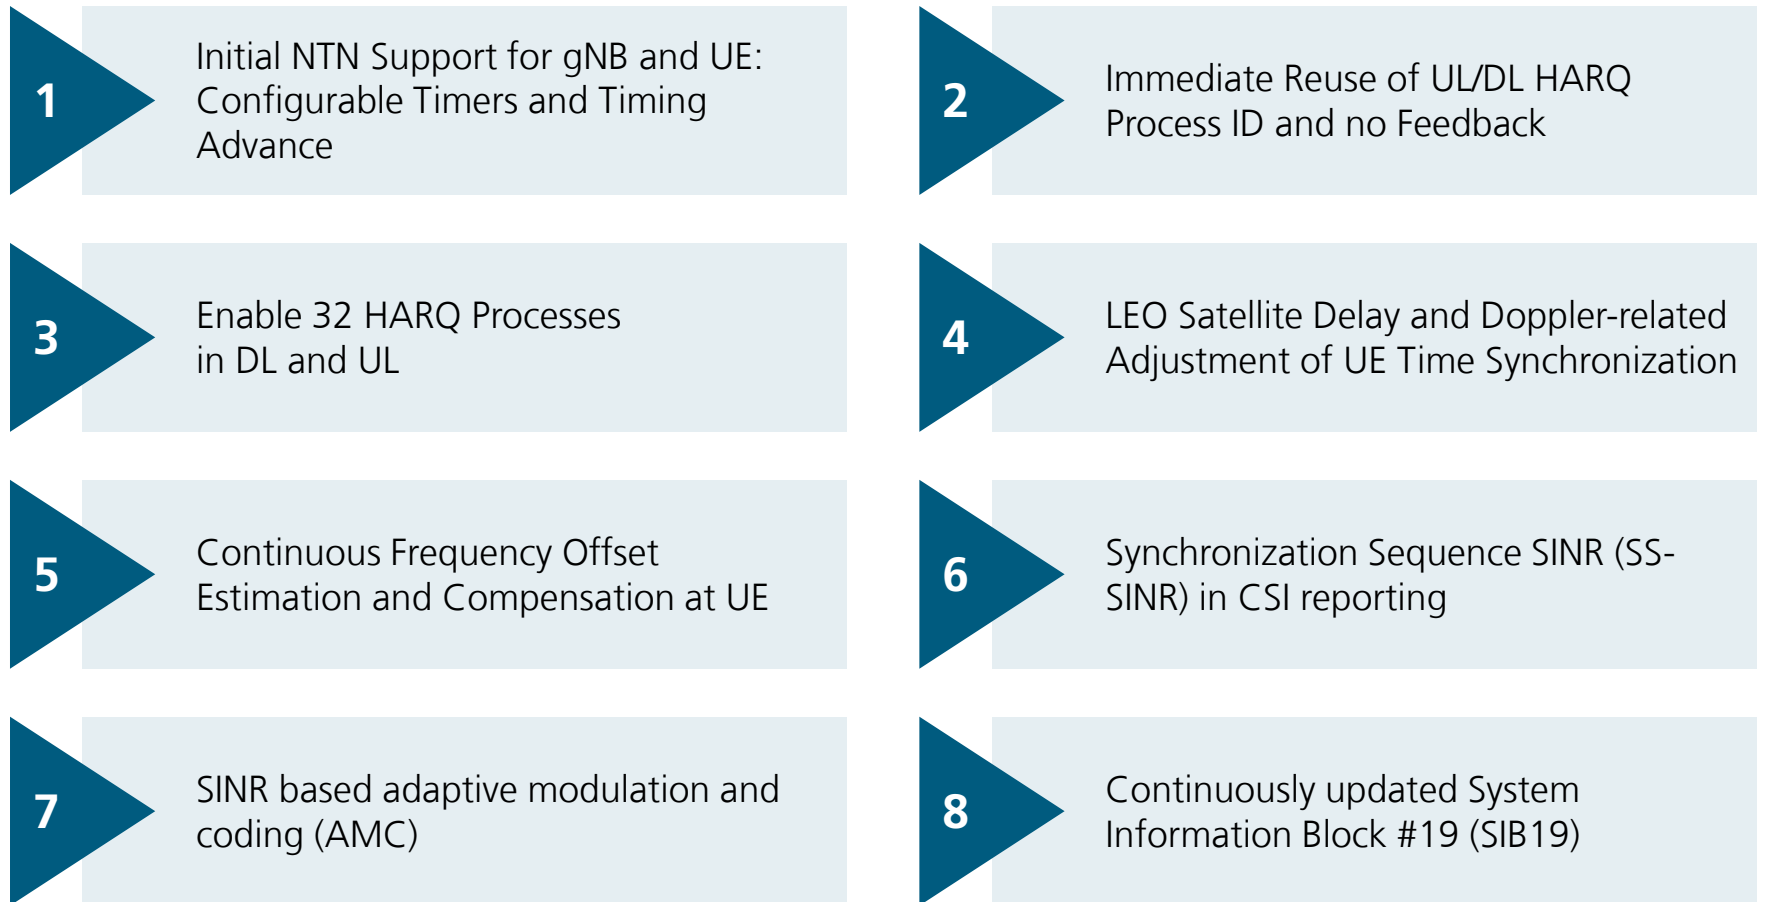 1
Initial NTN Support for gNB and UE:
Configurable Timers and Timing
Advance
2
Immediate Reuse of UL/DL HARQ
Process ID and no Feedback
3
Enable 32 HARQ Processes
in DL and UL
4
LEO Satellite Delay and Doppler-related
Adjustment of UE Time Synchronization
5
Continuous Frequency Offset
Estimation and Compensation at UE
6
Synchronization Sequence SINR (SS-
SINR) in CSI reporting
7
SINR based adaptive modulation and
coding (AMC)
8
Continuously updated System
Information Block #19 (SIB19)